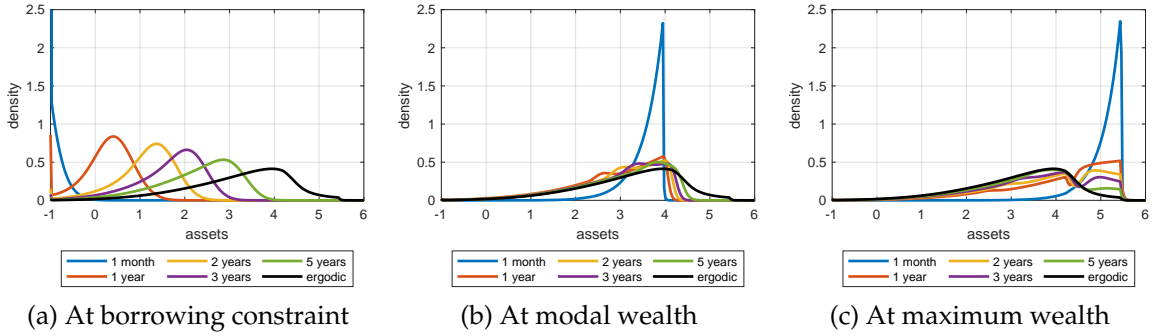 2.5
2
1.5
1
0.5
0
density
-1 0 1 2 3 4 5 6
assets
1 month 2 years 5 years
1 year 3 years ergodic
(a) At borrowing constraint
2.5
2
1.5
1
0.5
0
density
-1 0 1 2 3 4 5 6
assets
1 month 2 years 5 years
1 year 3 years ergodic
(b) At modal wealth
2.5
2
1.5
1
0.5
0
density
-1 0 1 2 3 4 5 6
assets
1 month 2 years 5 years
1 year 3 years ergodic
(c) At maximum wealth